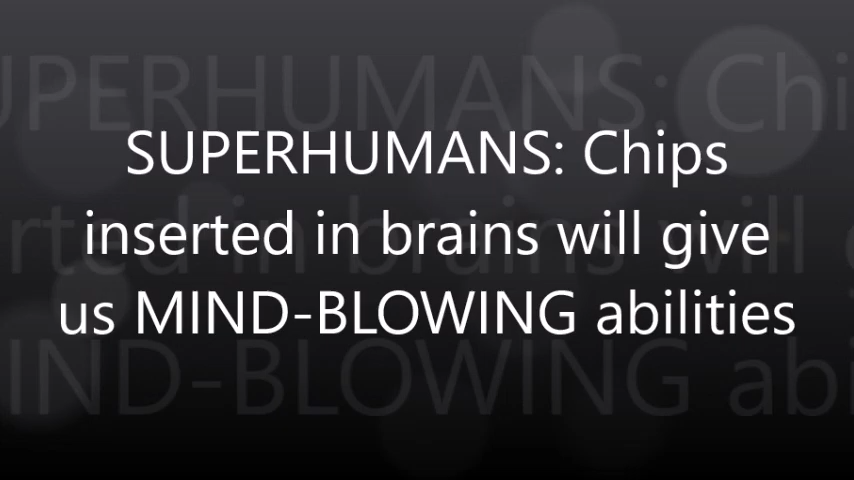 SUPERHUMANS: Chips
inserted in brains will give
us MIND-BLOWING abilities